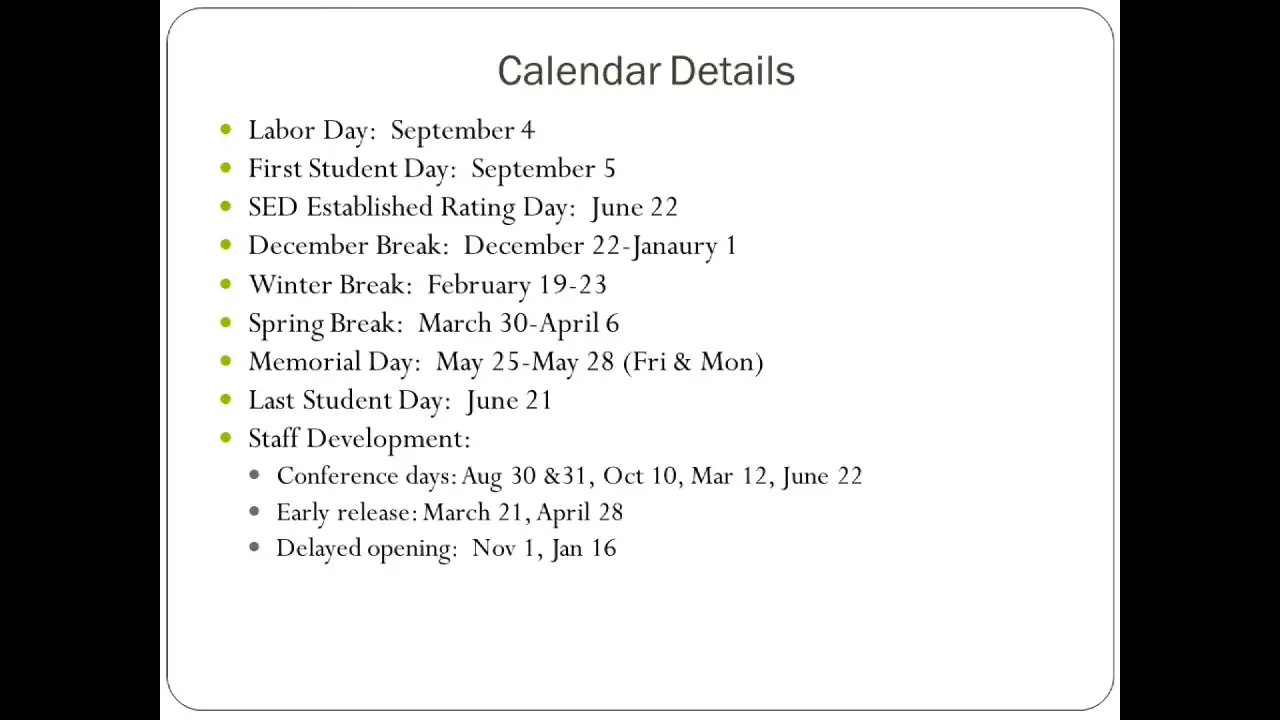 Calendar Details
• Labor Day: September 4
• First Student Day: September 5
• SED Established Rating Day: June 22
• December Break: December 22-Janaury 1
• Winter Break: February 19-23
• Spring Break: March 30-April 6
• Memorial Day: May 25-May 28 (Fri & Mon)
• Last Student Day: June 21
• Staff Development:
• Conference days: Aug 30 &31, Oct 10, Mar 12, June 22
• Early release: March 21, April 28
• Delayed opening: Nov 1, Jan 16